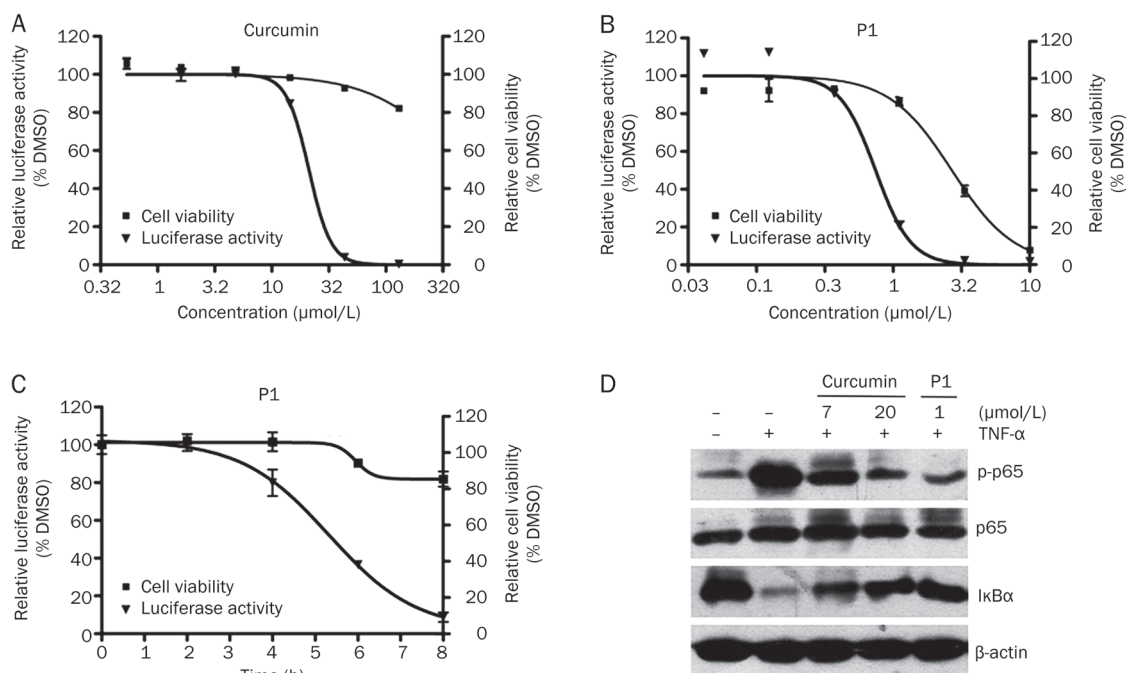 A
Curcumin
Relative luciferase activity
(% DMSO)
120
100
80
60
40
20
0
120
100
80
60
40
20
0
Relative cell viability
(% DMSO)
Cell viability
Luciferase activity
0.32 1 3.2 10 32 100 320
Concentration (µmol/L)
B
P1
Relative luciferase activity
(% DMSO)
120
100
80
60
40
20
0
120
100
80
60
40
20
0
Relative cell viability
(% DMSO)
Cell viability
Luciferase activity
0.03 0.1 0.3 1 3.2 10
Concentration (µmol/L)
C
P1
Relative luciferase activity
(% DMSO)
120
100
80
60
40
20
0
120
100
80
60
40
20
0
Relative cell viability
(% DMSO)
Cell viability
Luciferase activity
0 1 2 3 4 5 6 7 8
Time (h)
D
Curcumin P1
– – 7 20 1 (µmol/L)
– + + + + TNF-α
p-p65
p65
IκBα
β-actin